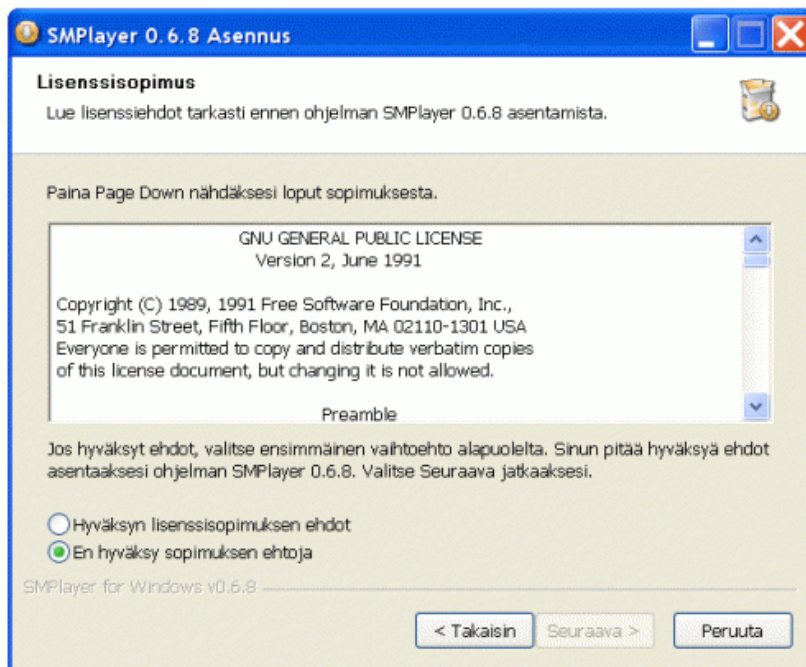 SMPlayer 0.6.8 Asennus
Lisenssisopimus
Lue lisenssiehdot tarkasti ennen ohjelman SMPlayer 0.6.8 asentamista.
Paina Page Down nähdäksesi loput sopimuksesta.
GNU GENERAL PUBLIC LICENSE
Version 2, June 1991
Copyright (C) 1989, 1991 Free Software Foundation, Inc.,
51 Franklin Street, Fifth Floor, Boston, MA 02110-1301 USA
Everyone is permitted to copy and distribute verbatim copies
of this license document, but changing it is not allowed.
Preamble
Jos hyväksyt ehdot, valitse ensimmäinen vaihtoehto alapuolelta. Sinun pitää hyväksyä ehdot
asentaaksesi ohjelman SMPlayer 0.6.8. Valitse Seuraava jatkaaksesi.
Hyväksyn lisenssisopimuksen ehdot
En hyväksy sopimuksen ehtoja
SMPlayer for Windows v0.6.8
< Takaisin
Seuraava >
Peruuta